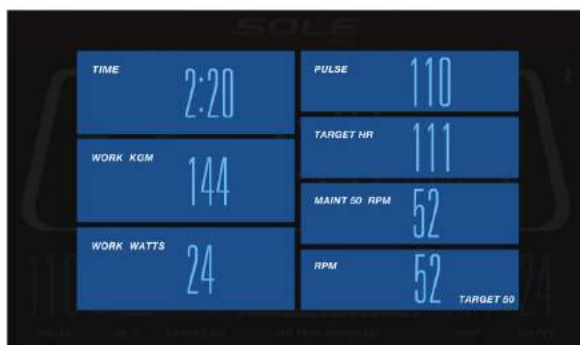 SOLE
TIME
2:20
WORK KGM
144
WORK WATTS
24
PULSE
110
TARGET HR
111
MAINT 50 RPM
52
RPM
52
TARGET 50